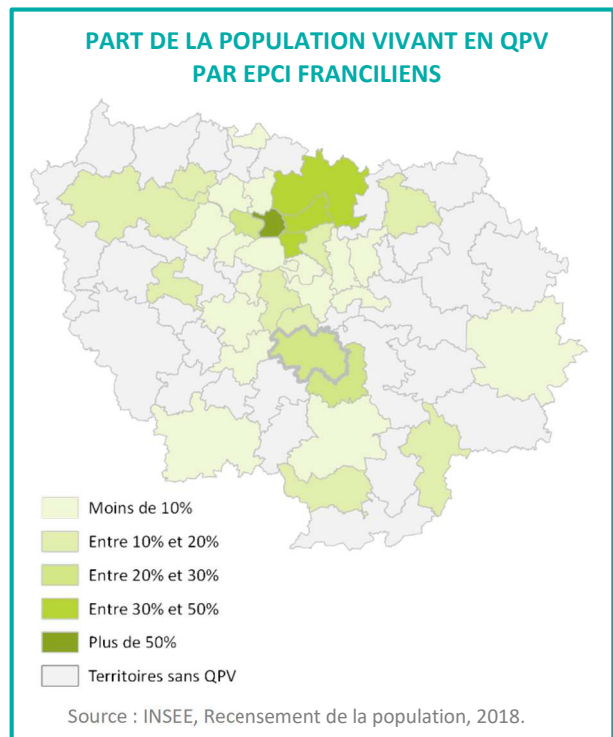 PART DE LA POPULATION VIVANT EN QPV
PAR EPCI FRANCILIENS
Moins de 10%
Entre 10% et 20%
Entre 20% et 30%
Entre 30% et 50%
Plus de 50%
Territoires sans QPV
Source : INSEE, Recensement de la population, 2018.